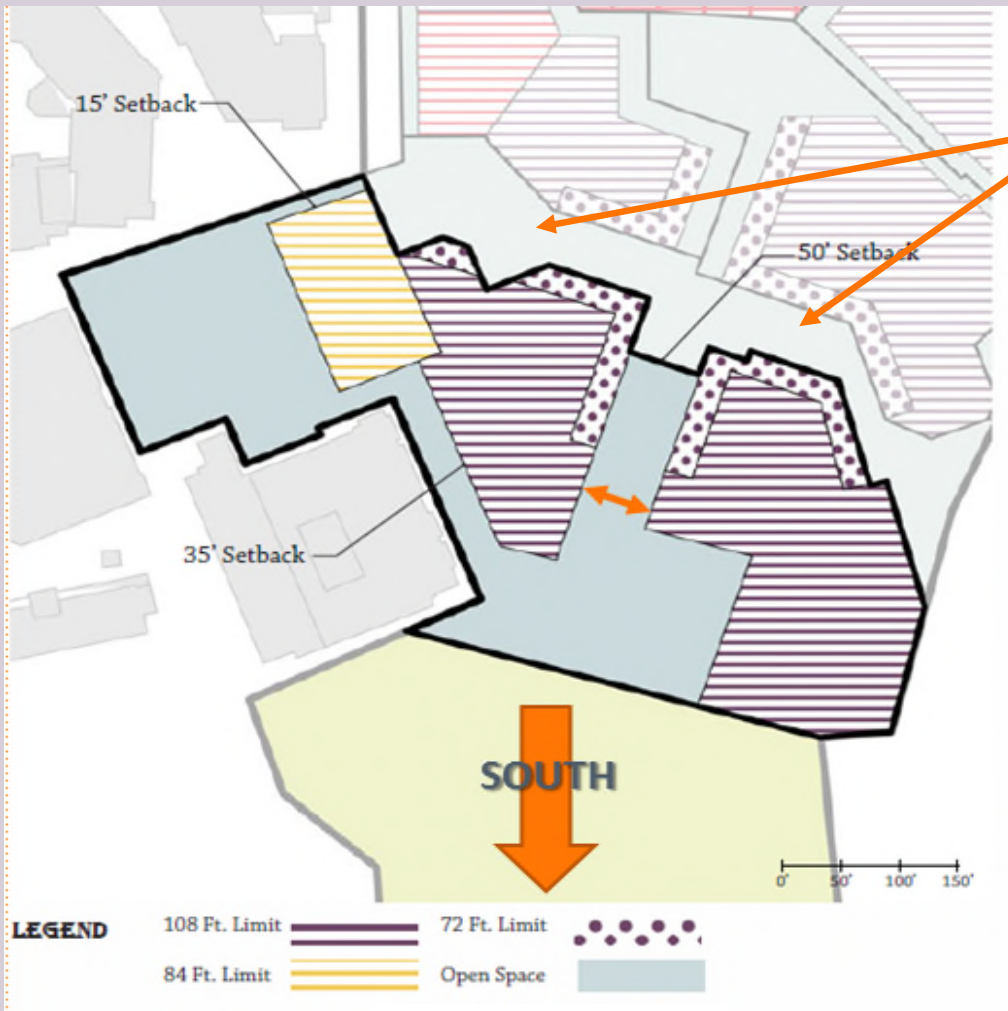 15' Setback
50' Setback
35' Setback
SOUTH
0' 50' 100' 150'
LEGEND
108 Ft. Limit
72 Ft. Limit
84 Ft. Limit
Open Space